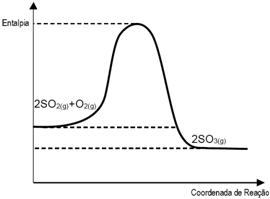 Entalpia
2SO2(g)+O2(g)
2SO3(g)
Coordenada de Reação